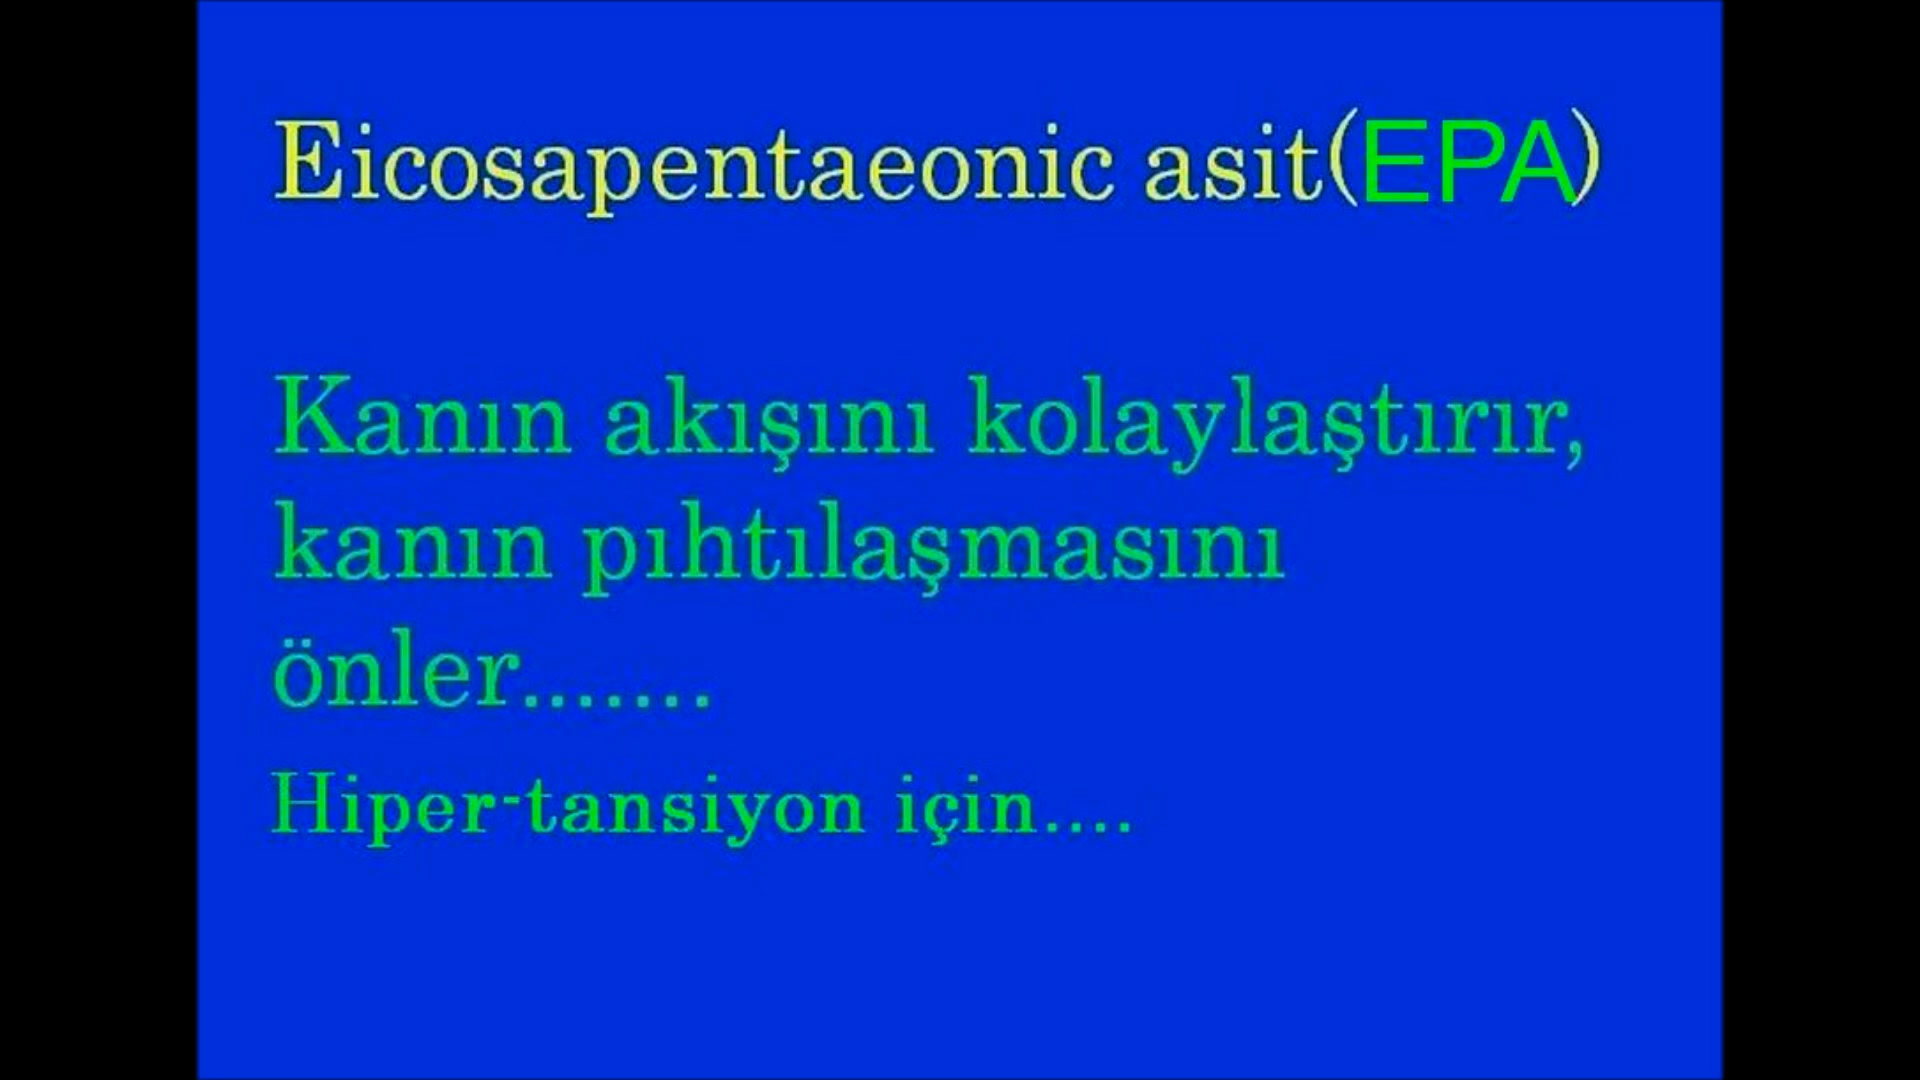 Eicosapentaeonic asit(EPA)
Kanın akışını kolaylaştırır,
kanın pıhtılaşmasını
önler.......
Hiper-tansiyon için....